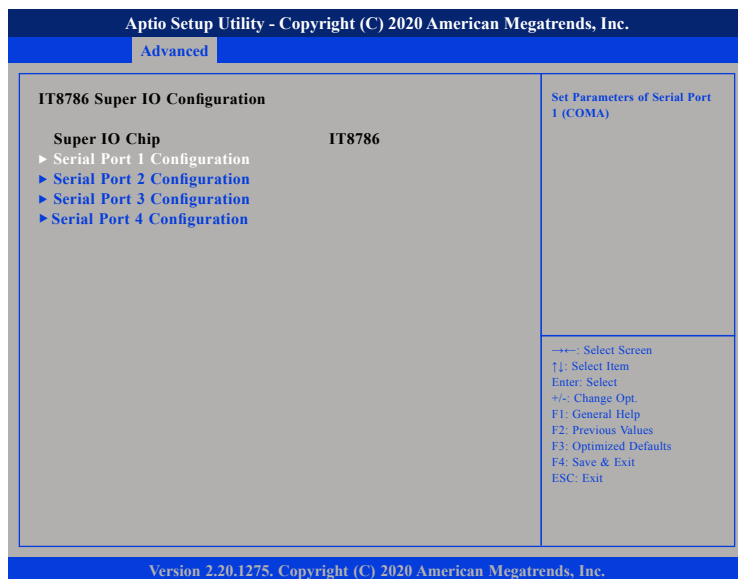 Aptio Setup Utility - Copyright (C) 2020 American Megatrends, Inc.
Advanced
IT8786 Super IO Configuration
Super IO Chip IT8786
► Serial Port 1 Configuration
► Serial Port 2 Configuration
► Serial Port 3 Configuration
► Serial Port 4 Configuration
Set Parameters of Serial Port
1 (COMA)
→←: Select Screen
↑↓: Select Item
Enter: Select
+/-: Change Opt.
F1: General Help
F2: Previous Values
F3: Optimized Defaults
F4: Save & Exit
ESC: Exit
Version 2.20.1275. Copyright (C) 2020 American Megatrends, Inc.